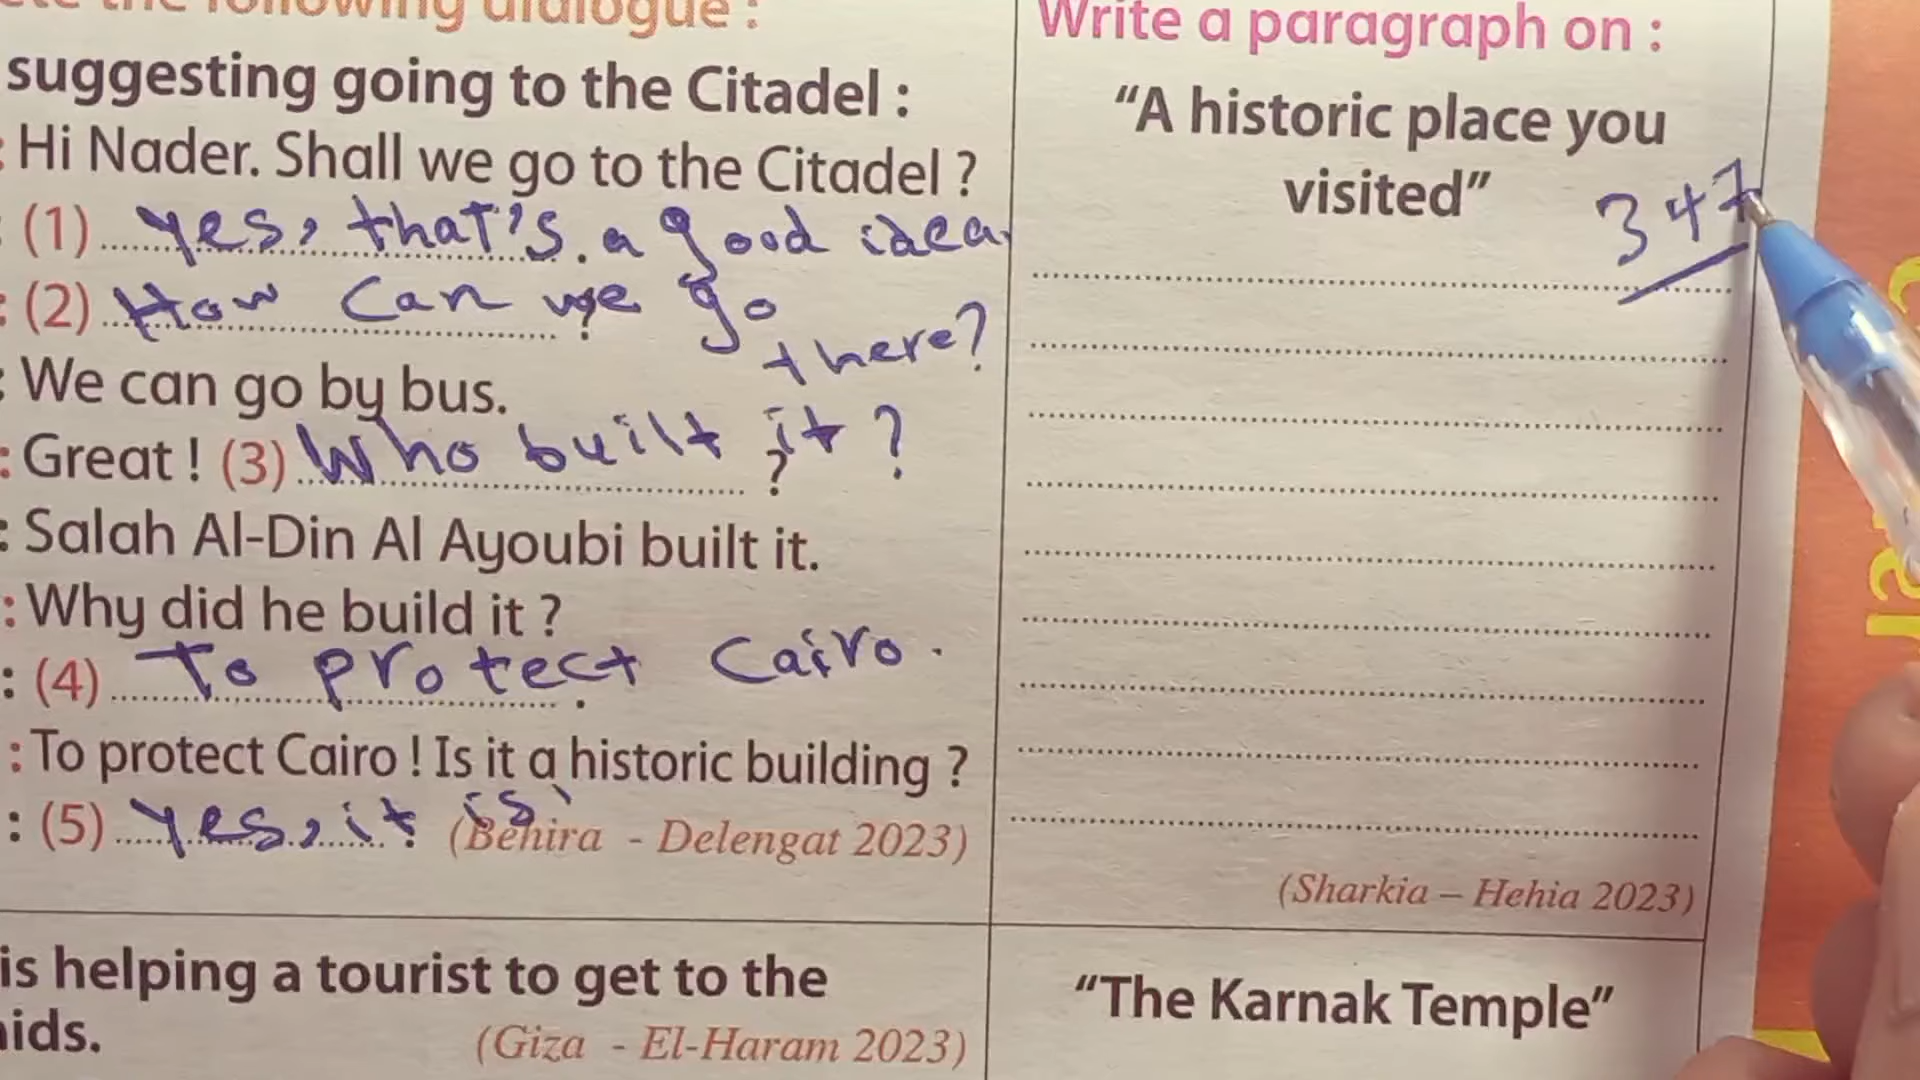 the following dialogue :
suggesting going to the Citadel :
: Hi Nader. Shall we go to the Citadel ?
: (1) Yes, that's a good idea.
: (2) How can we go there?
: We can go by bus.
: Great ! (3) Who built it ?
: Salah Al-Din Al Ayoubi built it.
: Why did he build it ?
: (4) To protect Cairo.
: To protect Cairo ! Is it a historic building ?
: (5) Yes, it is.
(Behira - Delengat 2023)
is helping a tourist to get to the
(Giza - El-Haram 2023)
Write a paragraph on :
"A historic place you
visited"
347
(Sharkia – Hehia 2023)
"The Karnak Temple"